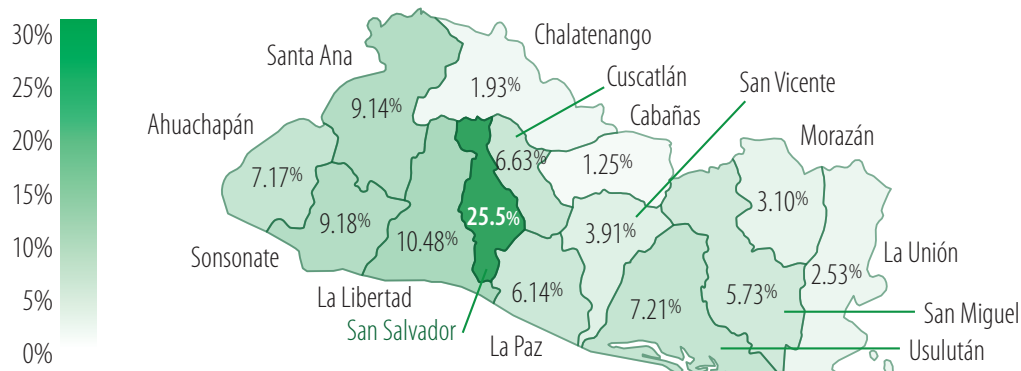 30%
25%
20%
15%
10%
5%
0%
Chalatenango
Santa Ana
Cuscatlán
San Vicente
1.93%
9.14%
Cabañas
Ahuachapán
Morazán
6.63%
1.25%
7.17%
3.10%
9.18%
25.5%
10.48%
3.91%
Sonsonate
La Unión
2.53%
La Libertad
6.14%
7.21%
5.73%
San Salvador
La Paz
San Miguel
Usulután